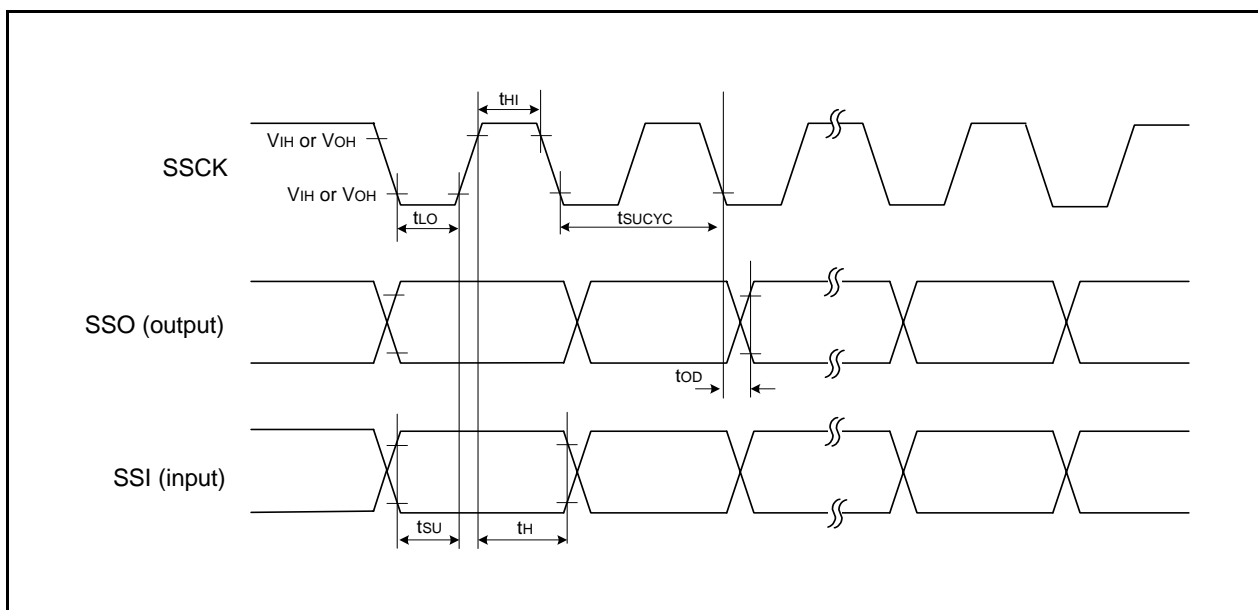 tHI
VIH or VOH
SSCK
VIH or VOH
tLO
tSUCYC
SSO (output)
tOD
SSI (input)
tSU
tH